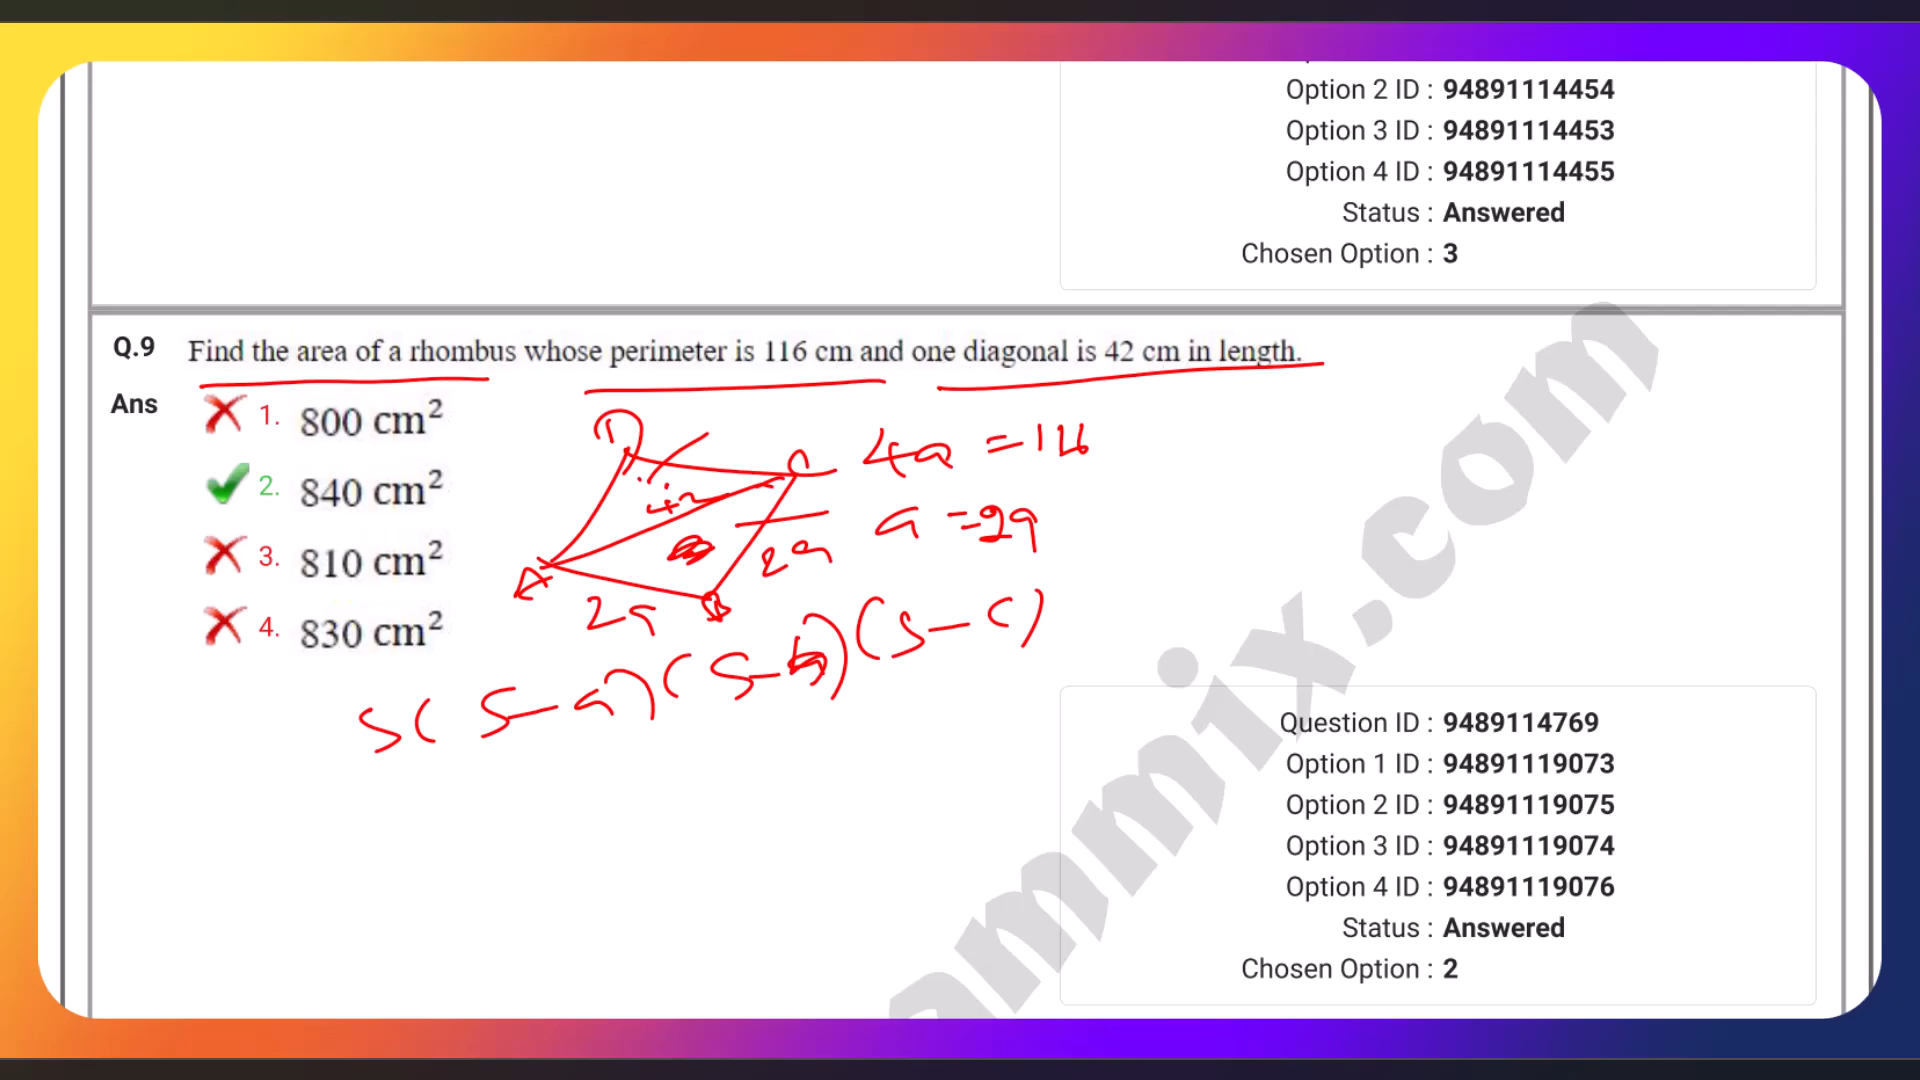 Option 2 ID : 94891114454
Option 3 ID : 94891114453
Option 4 ID : 94891114455
Status : Answered
Chosen Option : 3
Q.9 Find the area of a rhombus whose perimeter is 116 cm and one diagonal is 42 cm in length.
Ans
1. 800 cm²
2. 840 cm²
3. 810 cm²
4. 830 cm²
D
C
4a = 116
42
a = 29
29
A
B
29
S(S-a)(S-b)(S-c)
Question ID : 9489114769
Option 1 ID : 94891119073
Option 2 ID : 94891119075
Option 3 ID : 94891119074
Option 4 ID : 94891119076
Status : Answered
Chosen Option : 2
ammix.com